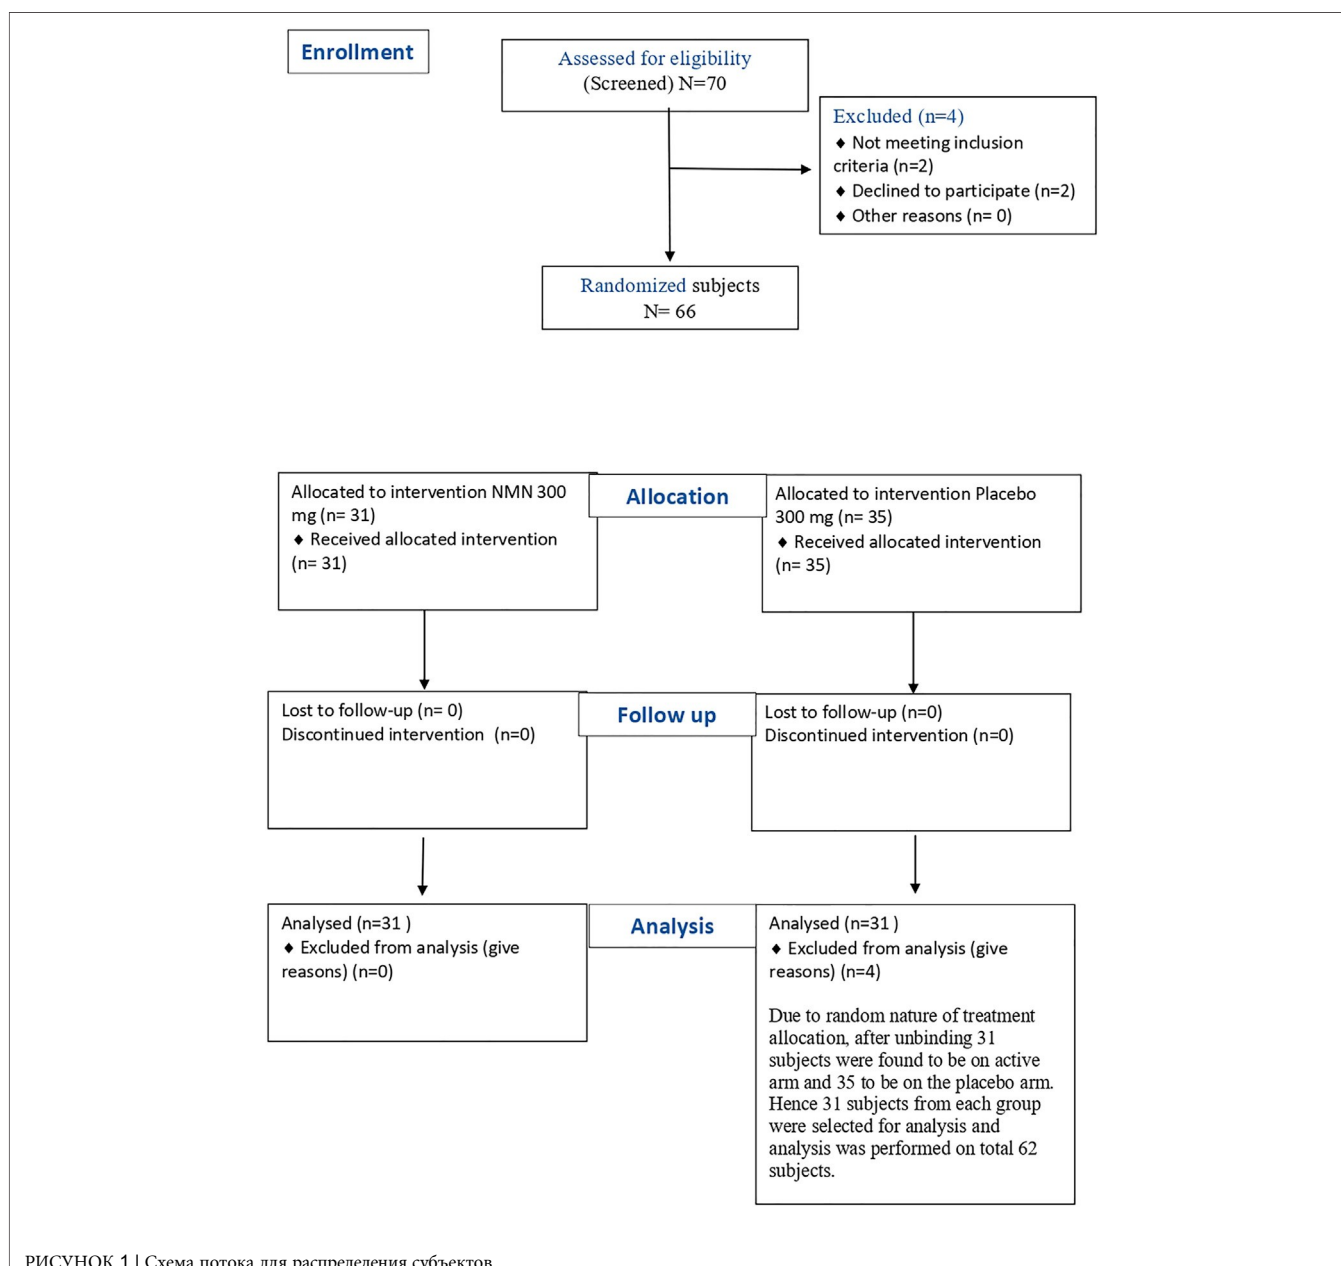 Enrollment
Assessed for eligibility
(Screened) N=70
Excluded (n=4)
♦ Not meeting inclusion
criteria (n=2)
♦ Declined to participate (n=2)
♦ Other reasons (n= 0)
Randomized subjects
N= 66
Allocated to intervention NMN 300
mg (n= 31)
♦ Received allocated intervention
(n= 31)
Allocation
Allocated to intervention Placebo
300 mg (n= 35)
♦ Received allocated intervention
(n= 35)
Lost to follow-up (n= 0)
Discontinued intervention (n=0)
Follow up
Lost to follow-up (n=0)
Discontinued intervention (n=0)
Analysed (n=31 )
♦ Excluded from analysis (give
reasons) (n=0)
Analysis
Analysed (n=31 )
♦ Excluded from analysis (give
reasons) (n=4)
Due to random nature of treatment
allocation, after unbinding 31
subjects were found to be on active
arm and 35 to be on the placebo arm.
Hence 31 subjects from each group
were selected for analysis and
analysis was performed on total 62
subjects.
РИСУНОК 1 | Схема потока для распределения субъектов